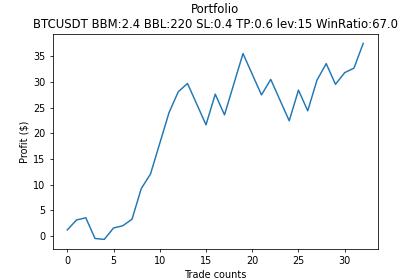 Portfolio
BTCUSDT BBM:2.4 BBL:220 SL:0.4 TP:0.6 lev:15 WinRatio:67.0
35
30
25
20
15
10
5
0
Profit ($)
0 5 10 15 20 25 30
Trade counts